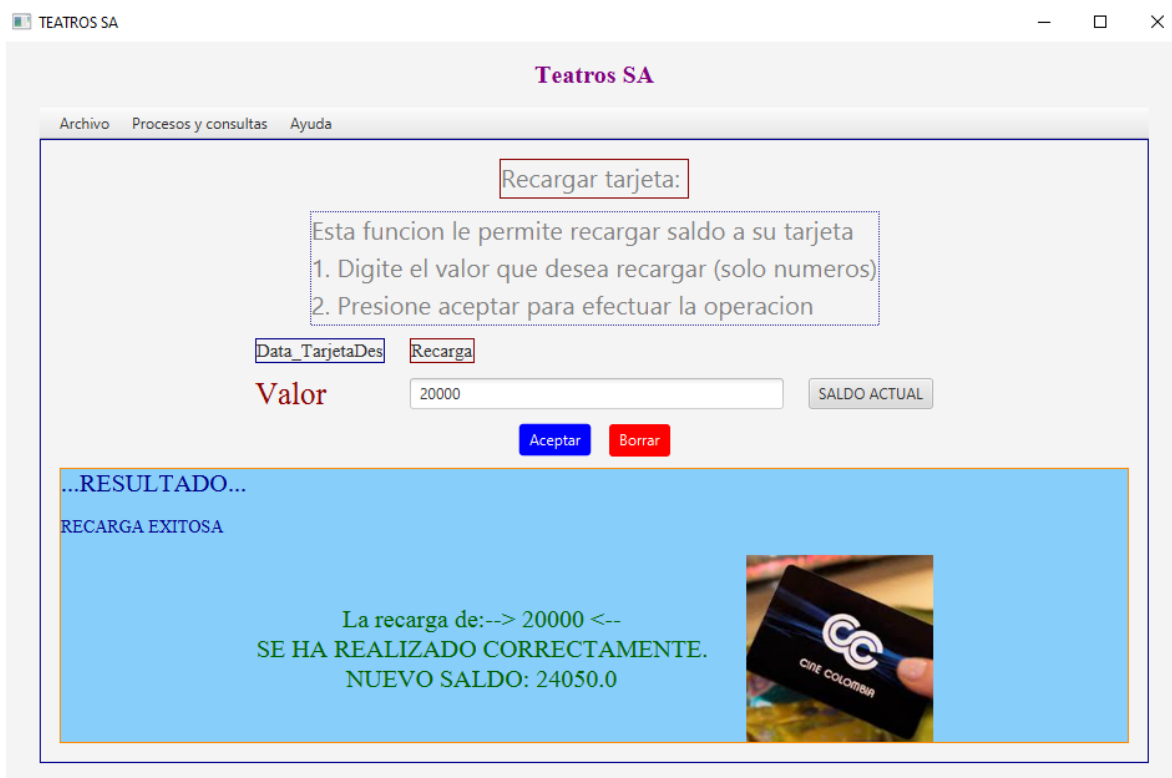 TEATROS SA
Teatros SA
Archivo Procesos y consultas Ayuda
Recargar tarjeta:
Esta funcion le permite recargar saldo a su tarjeta
1. Digite el valor que desea recargar (solo numeros)
2. Presione aceptar para efectuar la operacion
Data_TarjetaDes Recarga
Valor 20000 SALDO ACTUAL
Aceptar Borrar
...RESULTADO...
RECARGA EXITOSA
La recarga de:--> 20000 <--
SE HA REALIZADO CORRECTAMENTE.
NUEVO SALDO: 24050.0
CC
CINE COLOMBIA